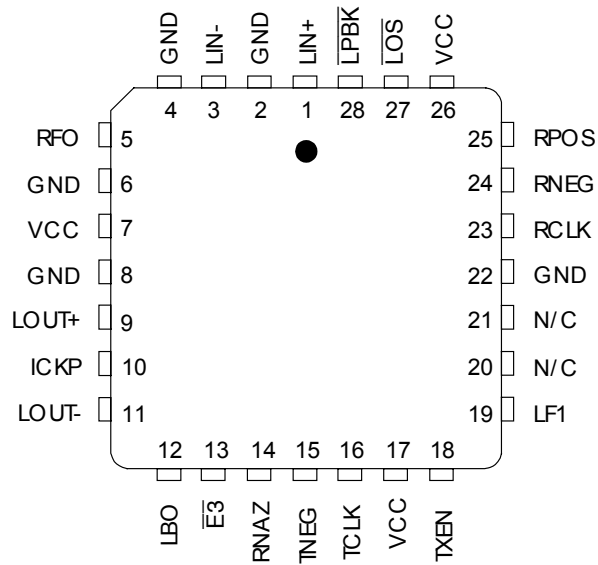 GND LIN- GND LIN+ LPBK LOS VCC
4 3 2 1 28 27 26
RFO 5 25 RPOS
GND 6 24 RNEG
VCC 7 23 RCLK
GND 8 22 GND
LOUT+ 9 21 N/C
ICKP 10 20 N/C
LOUT- 11 19 LF1
12 13 14 15 16 17 18
LBO E3 RNAZ TNEG TCLK VCC TXEN